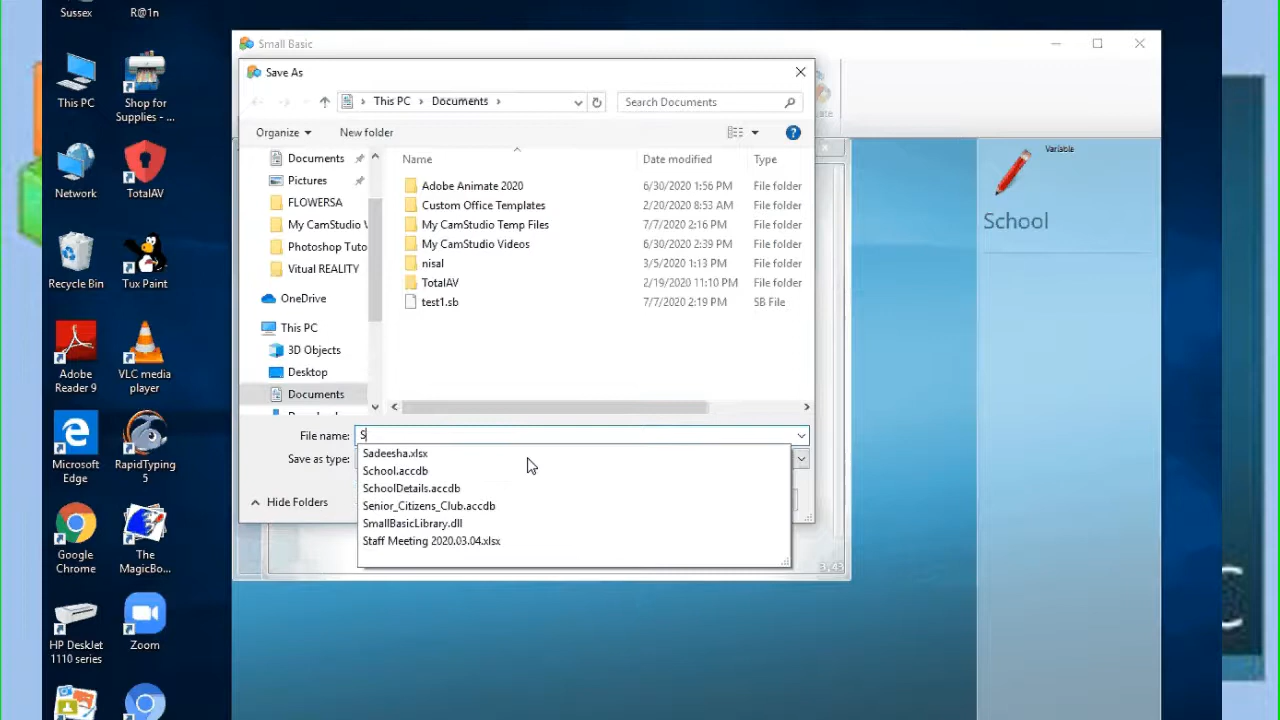 Sussex
R@1n
This PC
Shop for
Supplies - ...
Network
TotalAV
Recycle Bin
Tux Paint
Adobe
Reader 9
VLC media
player
Microsoft
Edge
RapidTyping
5
Google
Chrome
The
MagicBo...
HP DeskJet
1110 series
Zoom
Small Basic
Save As
This PC
Documents
Search Documents
Organize
New folder
Documents
Pictures
FLOWERSA
My CamStudio V
Photoshop Tuto
Vitual REALITY
OneDrive
This PC
3D Objects
Desktop
Documents
Name
Date modified
Type
Adobe Animate 2020
6/30/2020 1:56 PM
File folder
Custom Office Templates
2/20/2020 8:53 AM
File folder
My CamStudio Temp Files
7/7/2020 2:16 PM
File folder
My CamStudio Videos
6/30/2020 2:39 PM
File folder
nisal
3/5/2020 1:13 PM
File folder
TotalAV
2/19/2020 11:10 PM
File folder
test1.sb
7/7/2020 2:19 PM
SB File
File name:
S
Save as type:
Sadeesha.xlsx
School.accdb
SchoolDetails.accdb
Senior_Citizens_Club.accdb
SmallBasicLibrary.dll
Staff Meeting 2020.03.04.xlsx
Hide Folders
3,43
Variable
School